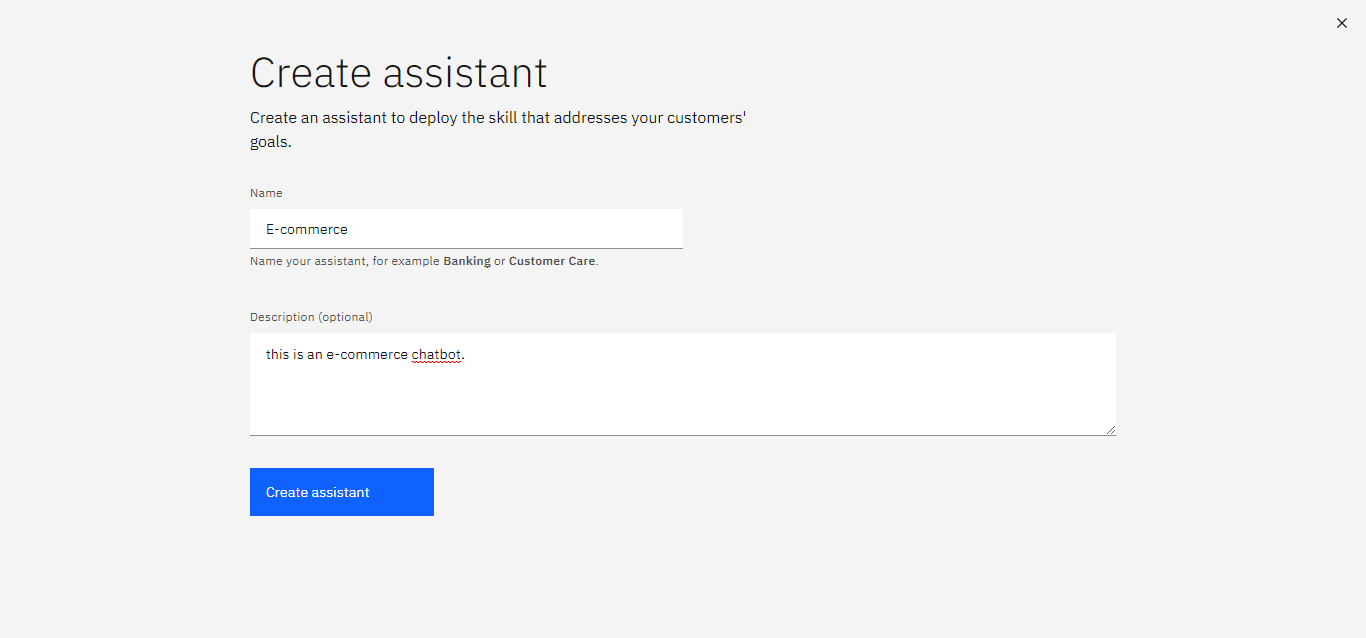 Create assistant
Create an assistant to deploy the skill that addresses your customers'
goals.
Name
E-commerce
Name your assistant, for example Banking or Customer Care.
Description (optional)
this is an e-commerce chatbot.
Create assistant